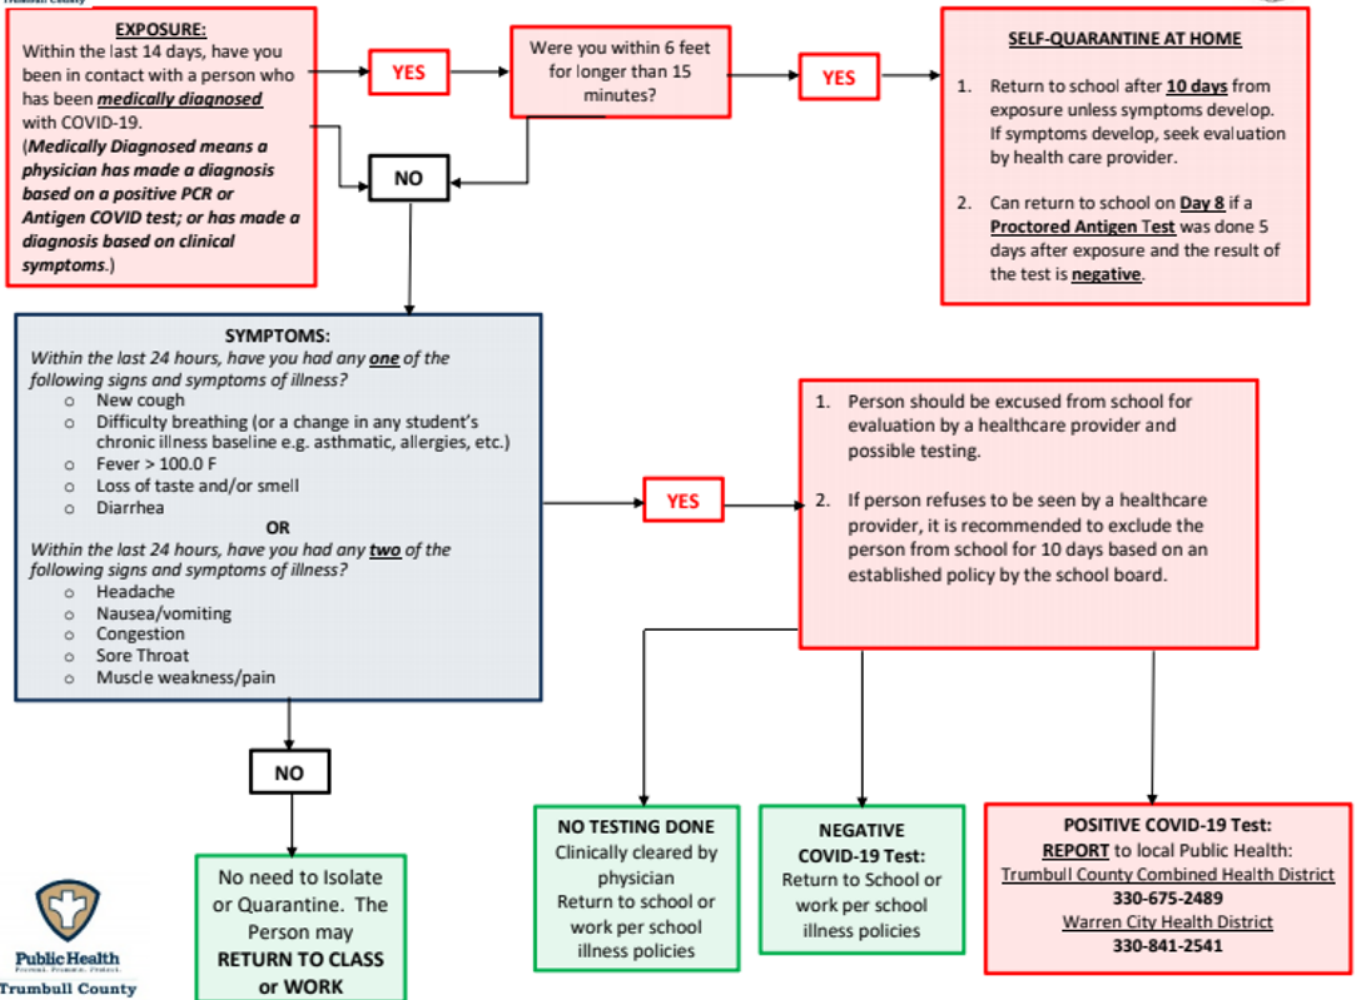 Trumbull County
EXPOSURE:
Within the last 14 days, have you
been in contact with a person who
has been medically diagnosed
with COVID-19.
(Medically Diagnosed means a
physician has made a diagnosis
based on a positive PCR or
Antigen COVID test; or has made a
diagnosis based on clinical
symptoms.)
YES
Were you within 6 feet
for longer than 15
minutes?
YES
NO
SELF-QUARANTINE AT HOME
1. Return to school after 10 days from
exposure unless symptoms develop.
If symptoms develop, seek evaluation
by health care provider.
2. Can return to school on Day 8 if a
Proctored Antigen Test was done 5
days after exposure and the result of
the test is negative.
SYMPTOMS:
Within the last 24 hours, have you had any one of the
following signs and symptoms of illness?
o New cough
o Difficulty breathing (or a change in any student's
chronic illness baseline e.g. asthmatic, allergies, etc.)
o Fever > 100.0 F
o Loss of taste and/or smell
o Diarrhea
OR
Within the last 24 hours, have you had any two of the
following signs and symptoms of illness?
o Headache
o Nausea/vomiting
o Congestion
o Sore Throat
o Muscle weakness/pain
YES
1. Person should be excused from school for
evaluation by a healthcare provider and
possible testing.
2. If person refuses to be seen by a healthcare
provider, it is recommended to exclude the
person from school for 10 days based on an
established policy by the school board.
NO
No need to Isolate
or Quarantine. The
Person may
RETURN TO CLASS
or WORK
NO TESTING DONE
Clinically cleared by
physician
Return to school or
work per school
illness policies
NEGATIVE
COVID-19 Test:
Return to School or
work per school
illness policies
POSITIVE COVID-19 Test:
REPORT to local Public Health:
Trumbull County Combined Health District
330-675-2489
Warren City Health District
330-841-2541
Public Health
Prevent. Promote. Protect.
Trumbull County